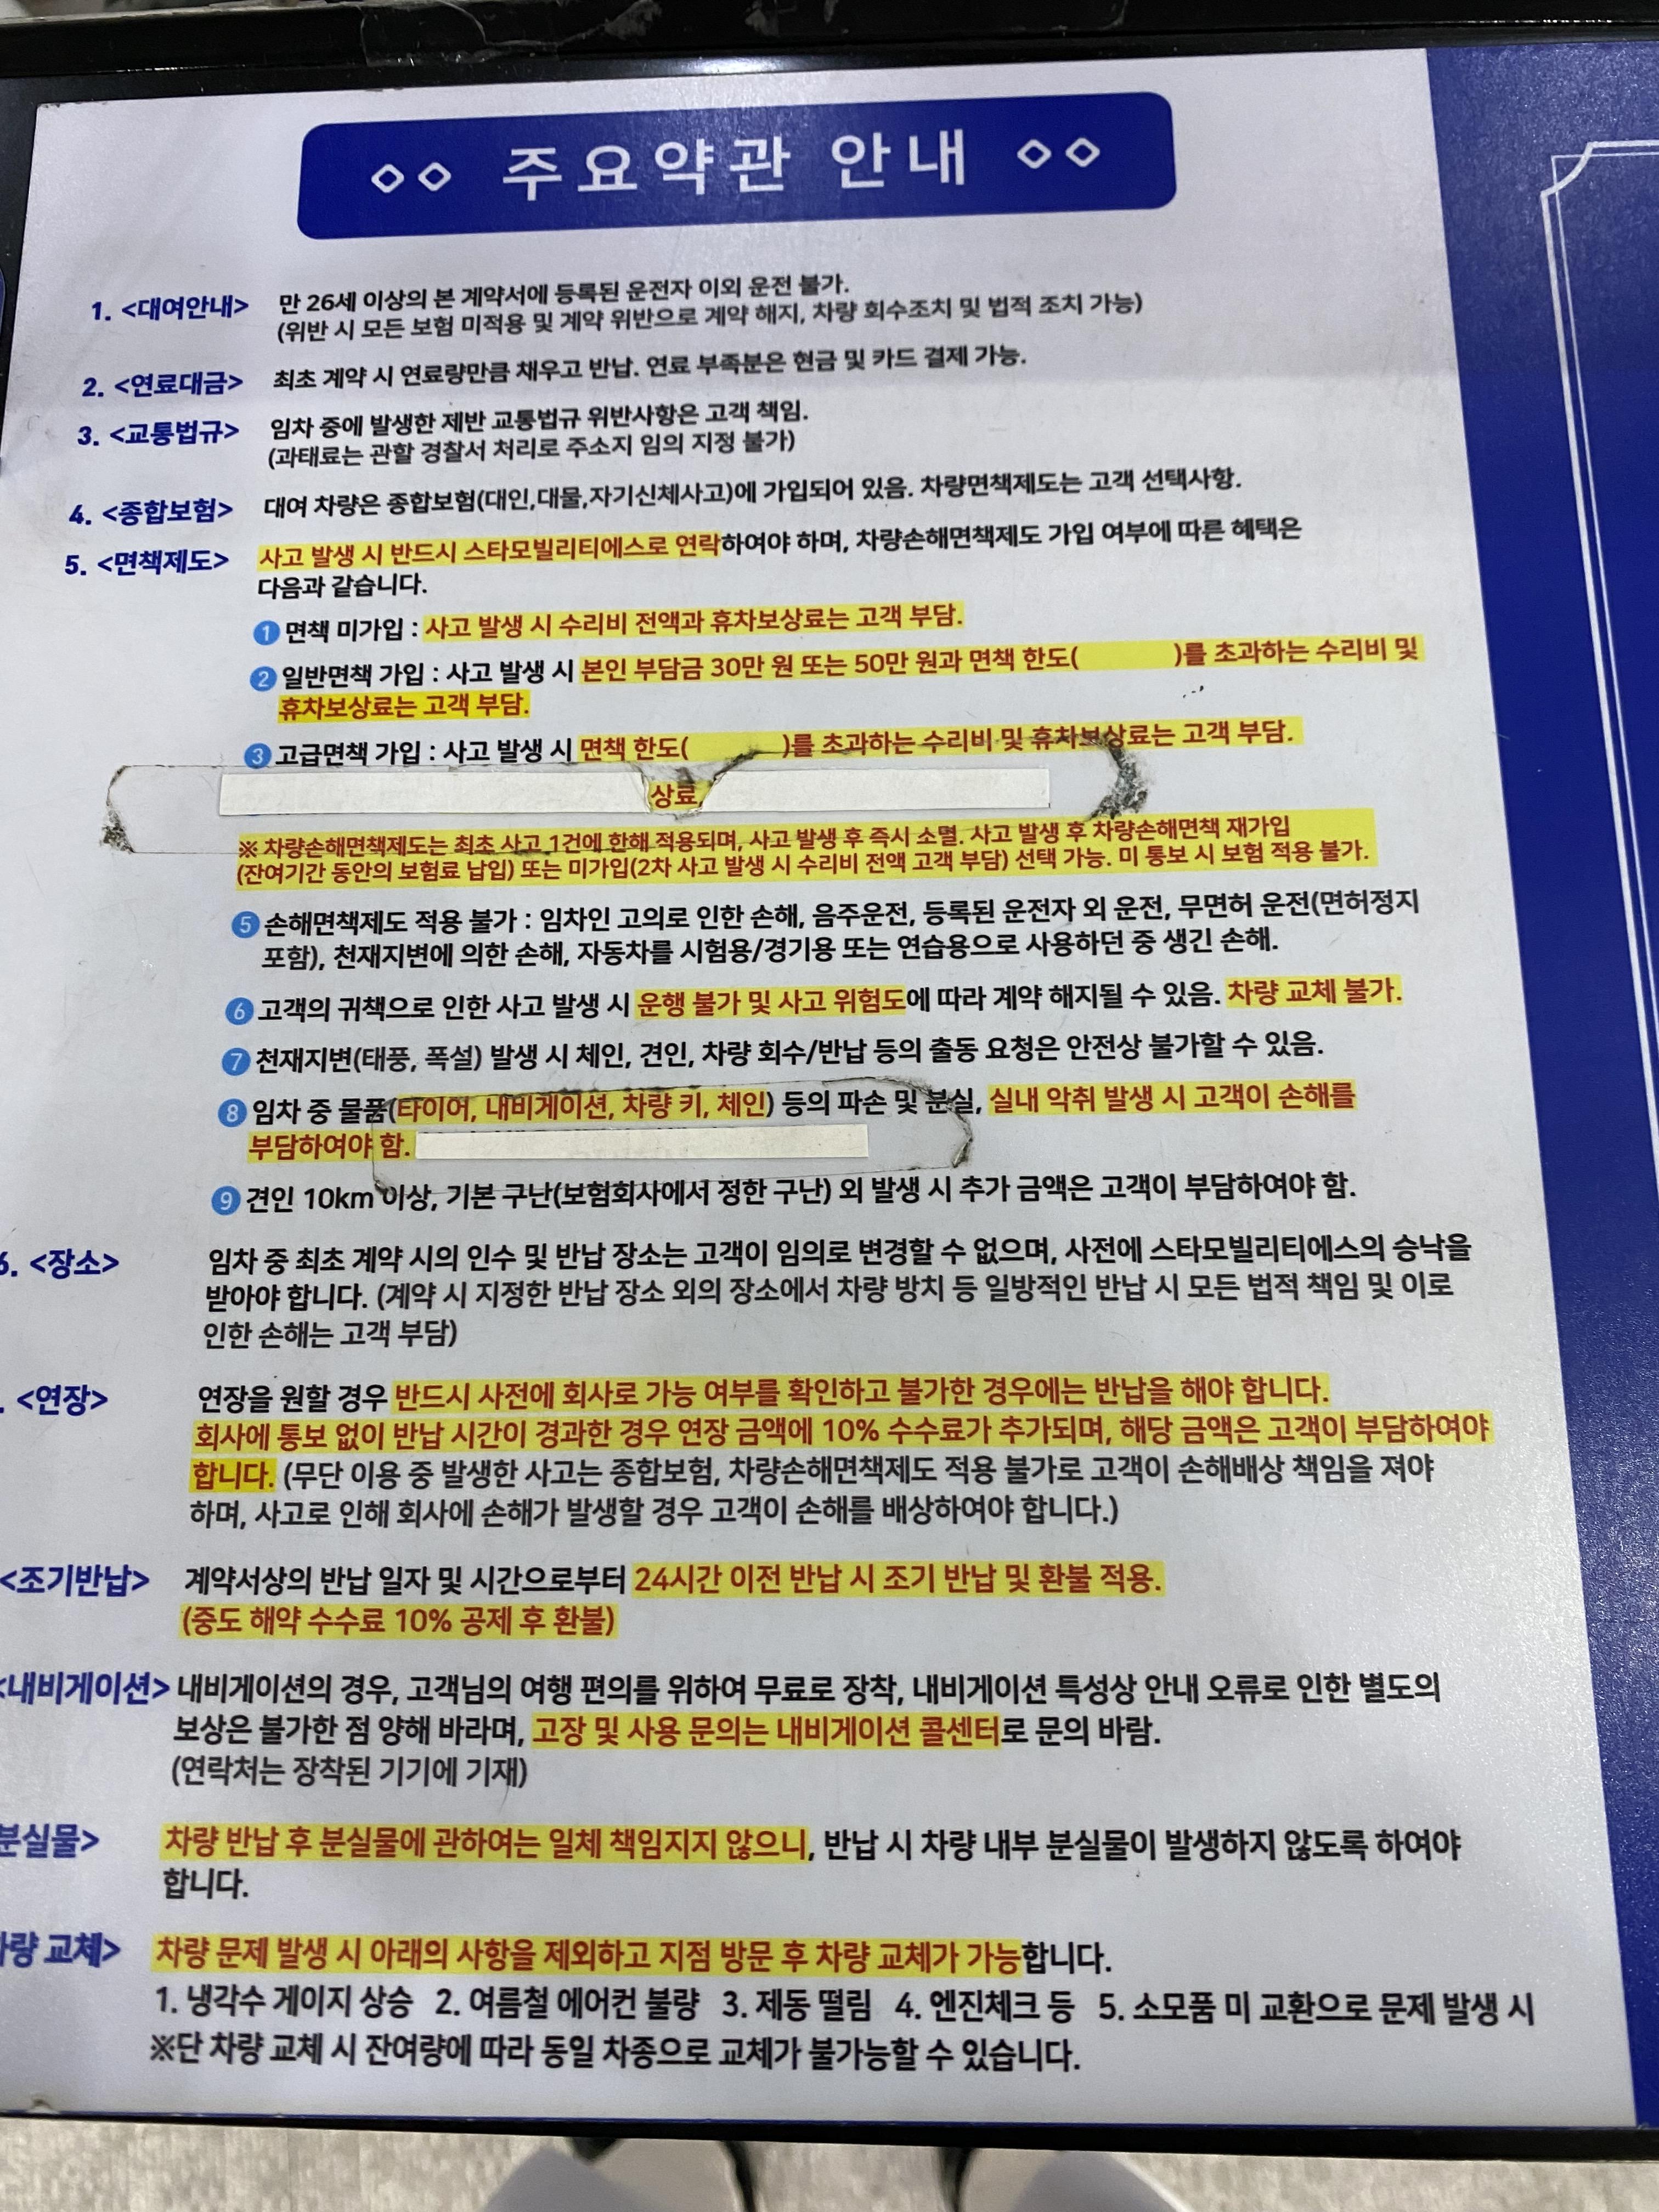 주요약관 안내
1. <대여안내> 만 26세 이상의 본 계약서에 등록된 운전자 이외 운전 불가.
(위반 시 모든 보험 미적용 및 계약 위반으로 계약 해지, 차량 회수조치 및 법적 조치 가능)
2. <연료대금> 최초 계약 시 연료량만큼 채우고 반납. 연료 부족분은 현금 및 카드 결제 가능.
3. <교통법규> 임차 중에 발생한 제반 교통법규 위반사항은 고객 책임.
(과태료는 관할 경찰서 처리로 주소지 임의 지정 불가)
4. <종합보험> 대여 차량은 종합보험(대인,대물,자기신체사고)에 가입되어 있음. 차량면책제도는 고객 선택사항.
5. <면책제도> 사고 발생 시 반드시 스타모빌리티에스로 연락하여야 하며, 차량손해면책제도 가입 여부에 따른 혜택은
다음과 같습니다.
1 면책 미가입 : 사고 발생 시 수리비 전액과 휴차보상료는 고객 부담.
2 일반면책 가입 : 사고 발생 시 본인 부담금 30만 원 또는 50만 원과 면책 한도( )를 초과하는 수리비 및
휴차보상료는 고객 부담.
3 고급면책 가입 : 사고 발생 시 면책 한도( )를 초과하는 수리비 및 휴차보상료는 고객 부담.
상료
※ 차량손해면책제도는 최초 사고 1건에 한해 적용되며, 사고 발생 후 즉시 소멸. 사고 발생 후 차량손해면책 재가입
(잔여기간 동안의 보험료 납입) 또는 미가입(2차 사고 발생 시 수리비 전액 고객 부담) 선택 가능. 미 통보 시 보험 적용 불가.
5 손해면책제도 적용 불가 : 임차인 고의로 인한 손해, 음주운전, 등록된 운전자 외 운전, 무면허 운전(면허정지
포함), 천재지변에 의한 손해, 자동차를 시험용/경기용 또는 연습용으로 사용하던 중 생긴 손해.
6 고객의 귀책으로 인한 사고 발생 시 운행 불가 및 사고 위험도에 따라 계약 해지될 수 있음. 차량 교체 불가.
7 천재지변(태풍, 폭설) 발생 시 체인, 견인, 차량 회수/반납 등의 출동 요청은 안전상 불가할 수 있음.
8 임차 중 물품(타이어, 내비게이션, 차량 키, 체인) 등의 파손 및 분실, 실내 악취 발생 시 고객이 손해를
부담하여야 함.
9 견인 10km 이상, 기본 구난(보험회사에서 정한 구난) 외 발생 시 추가 금액은 고객이 부담하여야 함.
6. <장소> 임차 중 최초 계약 시의 인수 및 반납 장소는 고객이 임의로 변경할 수 없으며, 사전에 스타모빌리티에스의 승낙을
받아야 합니다. (계약 시 지정한 반납 장소 외의 장소에서 차량 방치 등 일방적인 반납 시 모든 법적 책임 및 이로
인한 손해는 고객 부담)
. <연장> 연장을 원할 경우 반드시 사전에 회사로 가능 여부를 확인하고 불가한 경우에는 반납을 해야 합니다.
회사에 통보 없이 반납 시간이 경과한 경우 연장 금액에 10% 수수료가 추가되며, 해당 금액은 고객이 부담하여야
합니다. (무단 이용 중 발생한 사고는 종합보험, 차량손해면책제도 적용 불가로 고객이 손해배상 책임을 져야
하며, 사고로 인해 회사에 손해가 발생할 경우 고객이 손해를 배상하여야 합니다.)
<조기반납> 계약서상의 반납 일자 및 시간으로부터 24시간 이전 반납 시 조기 반납 및 환불 적용.
(중도 해약 수수료 10% 공제 후 환불)
<내비게이션> 내비게이션의 경우, 고객님의 여행 편의를 위하여 무료로 장착, 내비게이션 특성상 안내 오류로 인한 별도의
보상은 불가한 점 양해 바라며, 고장 및 사용 문의는 내비게이션 콜센터로 문의 바람.
(연락처는 장착된 기기에 기재)
분실물> 차량 반납 후 분실물에 관하여는 일체 책임지지 않으니, 반납 시 차량 내부 분실물이 발생하지 않도록 하여야
합니다.
차량 교체> 차량 문제 발생 시 아래의 사항을 제외하고 지점 방문 후 차량 교체가 가능합니다.
1. 냉각수 게이지 상승 2. 여름철 에어컨 불량 3. 제동 떨림 4. 엔진체크 등 5. 소모품 미 교환으로 문제 발생 시
※단 차량 교체 시 잔여량에 따라 동일 차종으로 교체가 불가능할 수 있습니다.